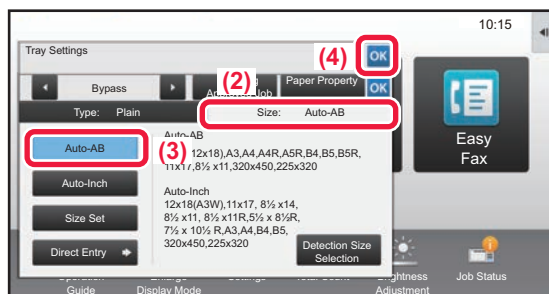 10:15
Tray Settings
(4)
OK
Bypass
(2)
Job
Paper Property
OK
Type: Plain
Size: Auto-AB
Auto-AB
Auto-AB
(3)
12x18),A3,A4,A4R,A5R,B4,B5,B5R,
11x17,8½ x11,320x450,225x320
Auto-Inch
Auto-Inch
12x18(A3W),11x17, 8½ x14,
8½ x11, 8½ x11R,5½ x 8½R,
Size Set
7½ x 10½ R,A3,A4,B4,B5,
320x450,225x320
Direct Entry
Detection Size
Selection
Easy
Fax
Job Status
Guide
Display Mode
Adjustment